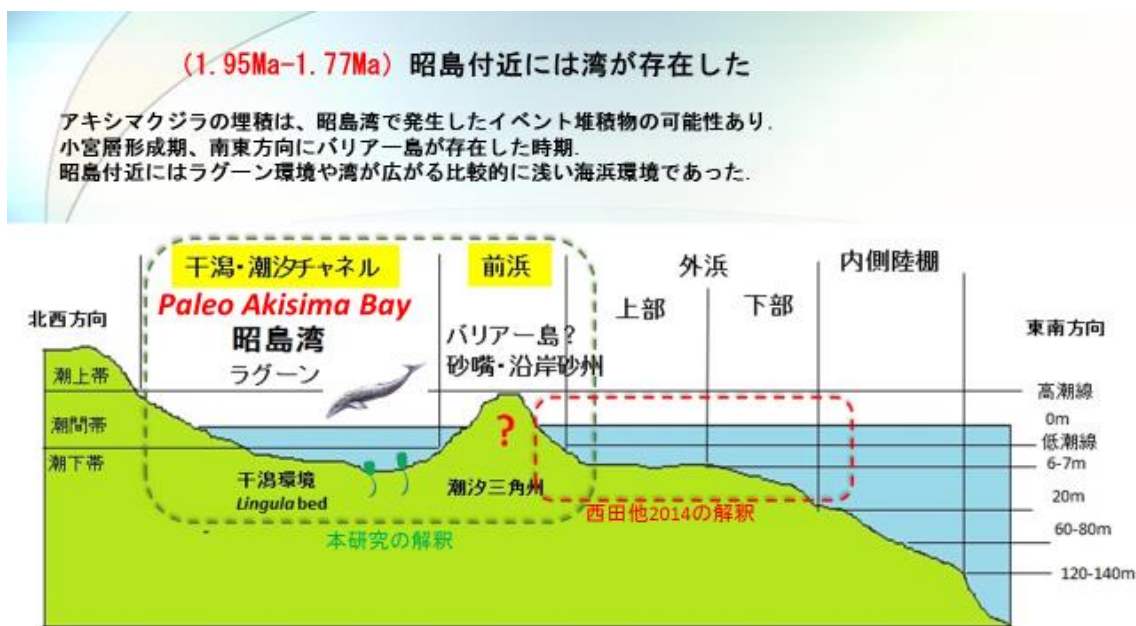 (1.95Ma-1.77Ma) 昭島付近には湾が存在した
アキシマクジラの埋積は、昭島湾で発生したイベント堆積物の可能性あり.
小宮層形成期、南東方向にバリアー島が存在した時期.
昭島付近にはラグーン環境や湾が広がる比較的に浅い海浜環境であった.
北西方向
干潟・潮汐チャネル
Paleo Akisima Bay
昭島湾
ラグーン
前浜
バリアー島?
砂嘴・沿岸砂州
外浜
上部
下部
内側陸棚
東南方向
潮上帯
潮間帯
潮下帯
高潮線
0m
低潮線
6-7m
20m
60-80m
120-140m
?
干潟環境
Lingula bed
潮汐三角州
本研究の解釈
西田他2014の解釈